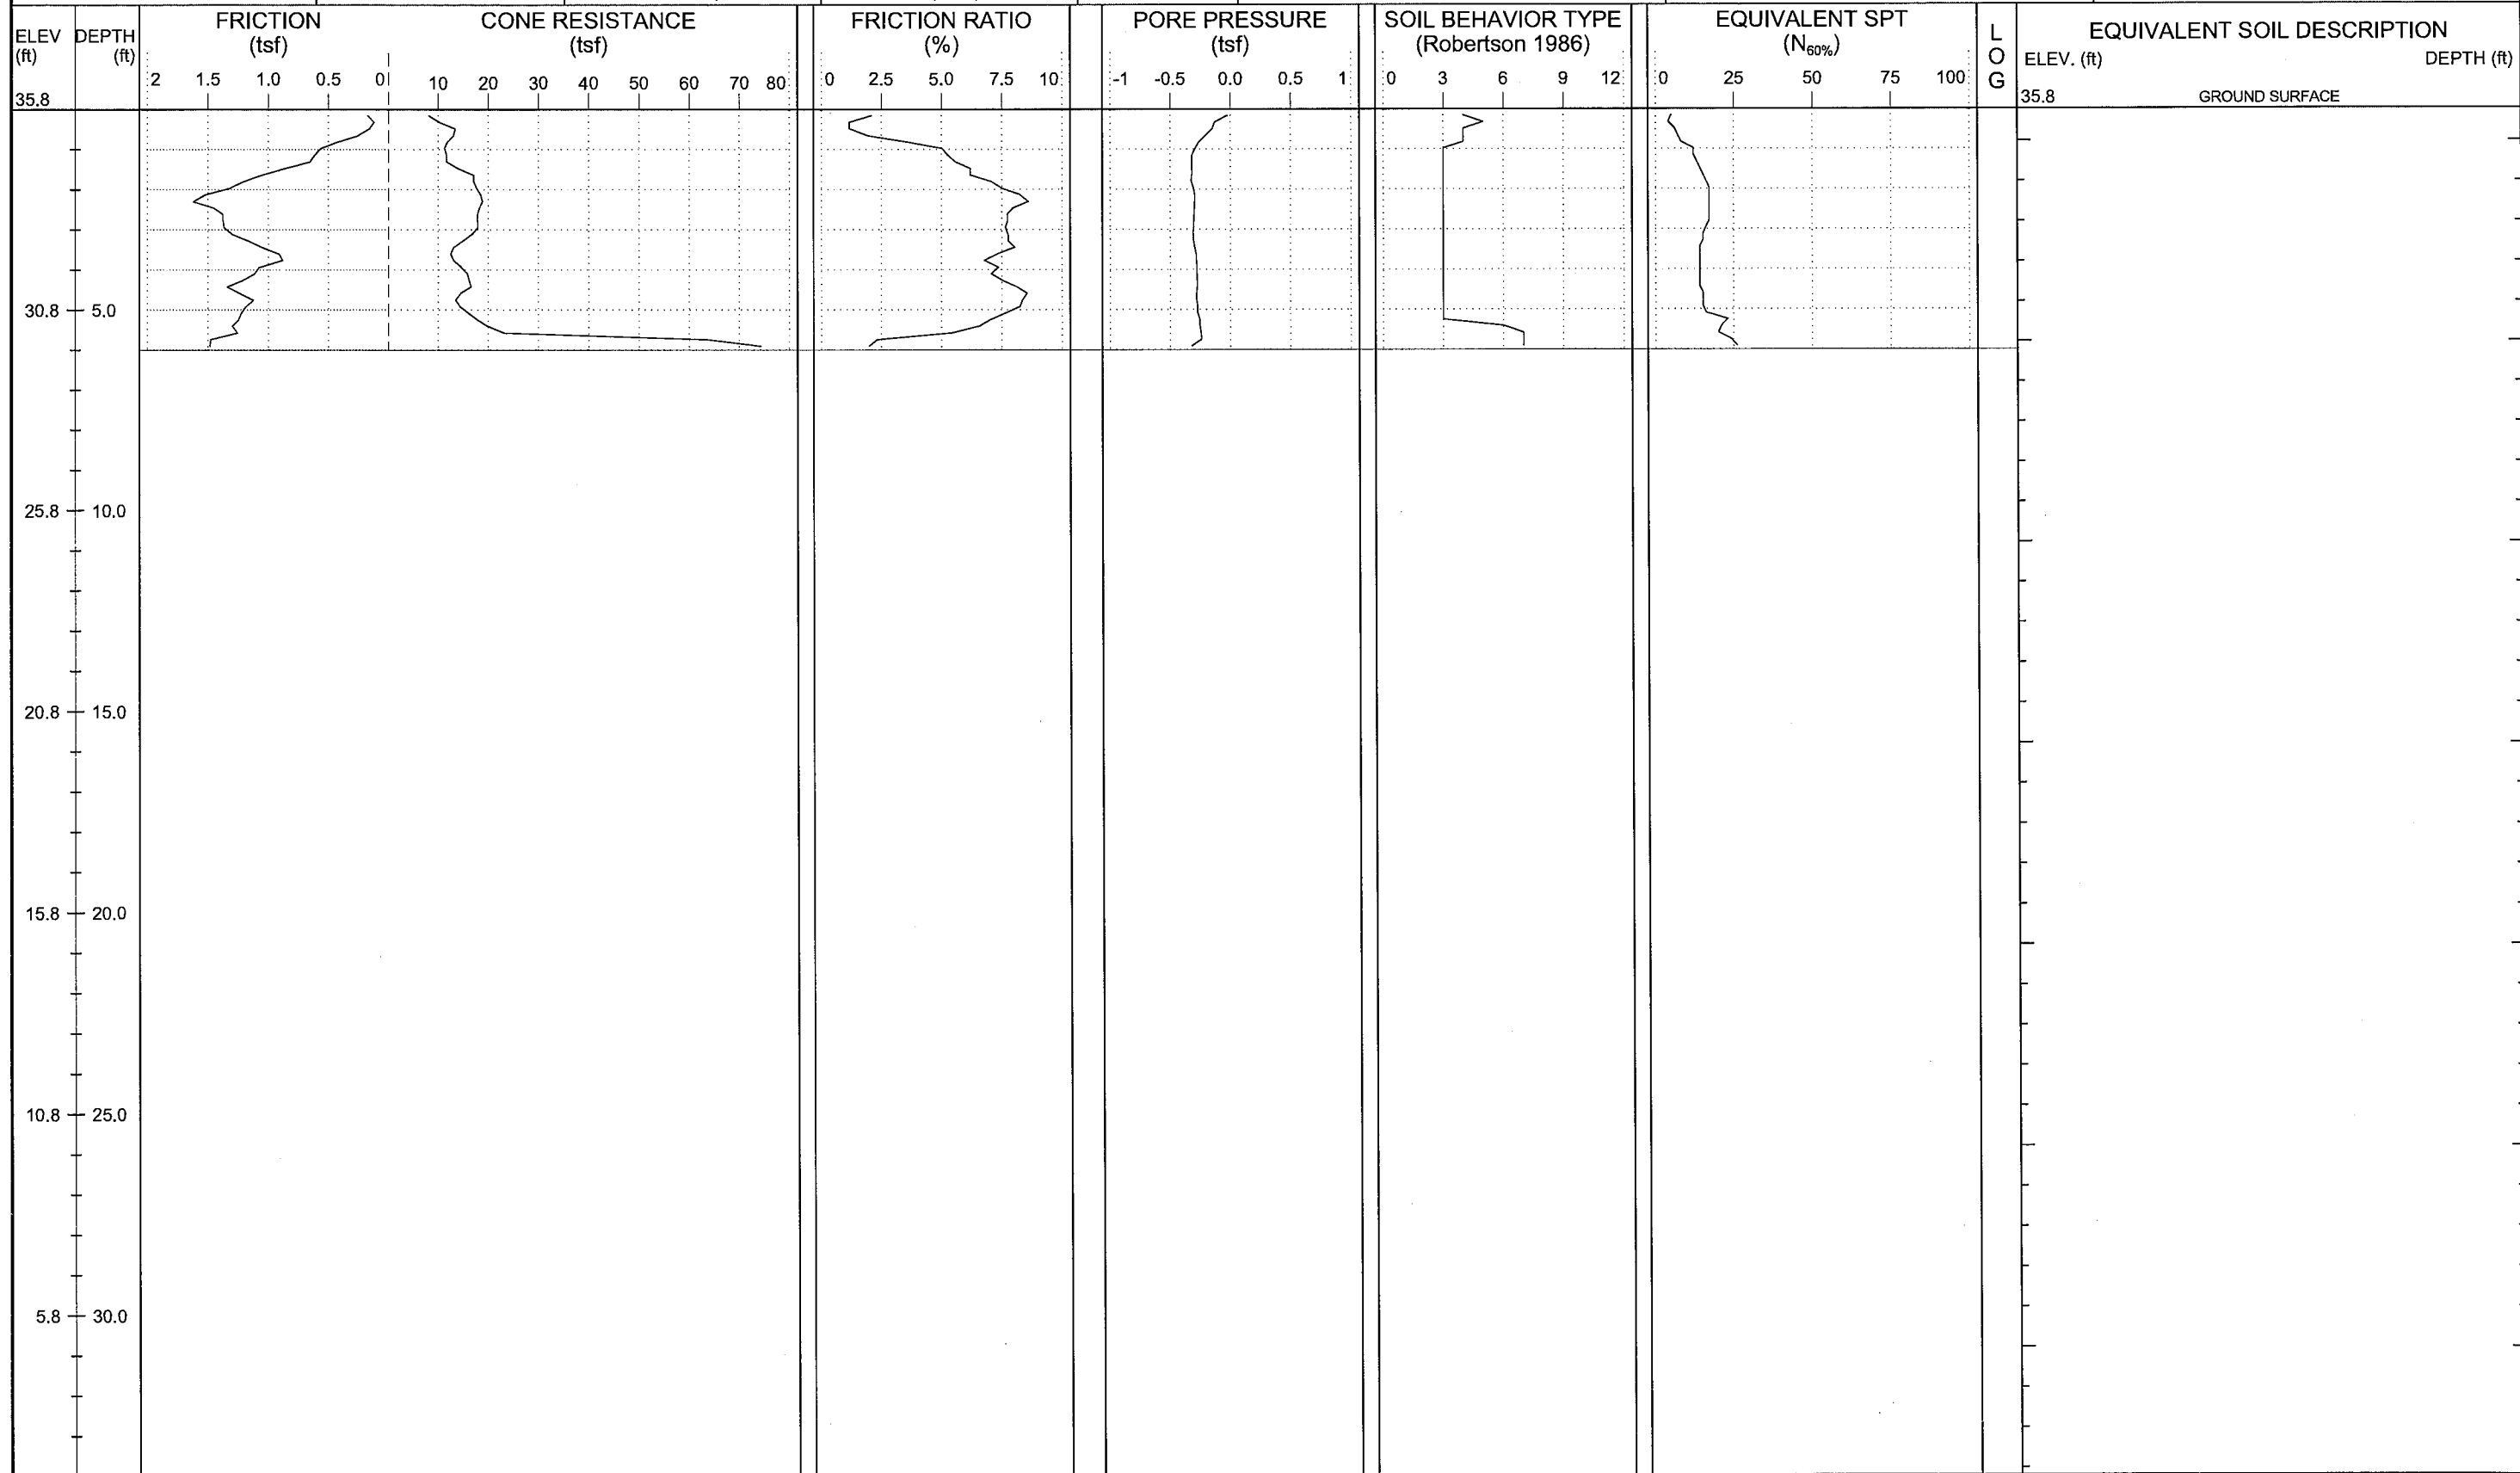 ELEV
(ft)
DEPTH
(ft)
FRICTION
(tsf)
CONE RESISTANCE
(tsf)
FRICTION RATIO
(%)
PORE PRESSURE
(tsf)
SOIL BEHAVIOR TYPE
(Robertson 1986)
EQUIVALENT SPT
(N60%)
L
O
G
EQUIVALENT SOIL DESCRIPTION
ELEV. (ft) DEPTH (ft)
2 1.5 1.0 0.5 0 10 20 30 40 50 60 70 80
0 2.5 5.0 7.5 10
-1 -0.5 0.0 0.5 1
0 3 6 9 12
0 25 50 75 100
35.8
35.8 GROUND SURFACE
30.8 5.0
25.8 10.0
20.8 15.0
15.8 20.0
10.8 25.0
5.8 30.0